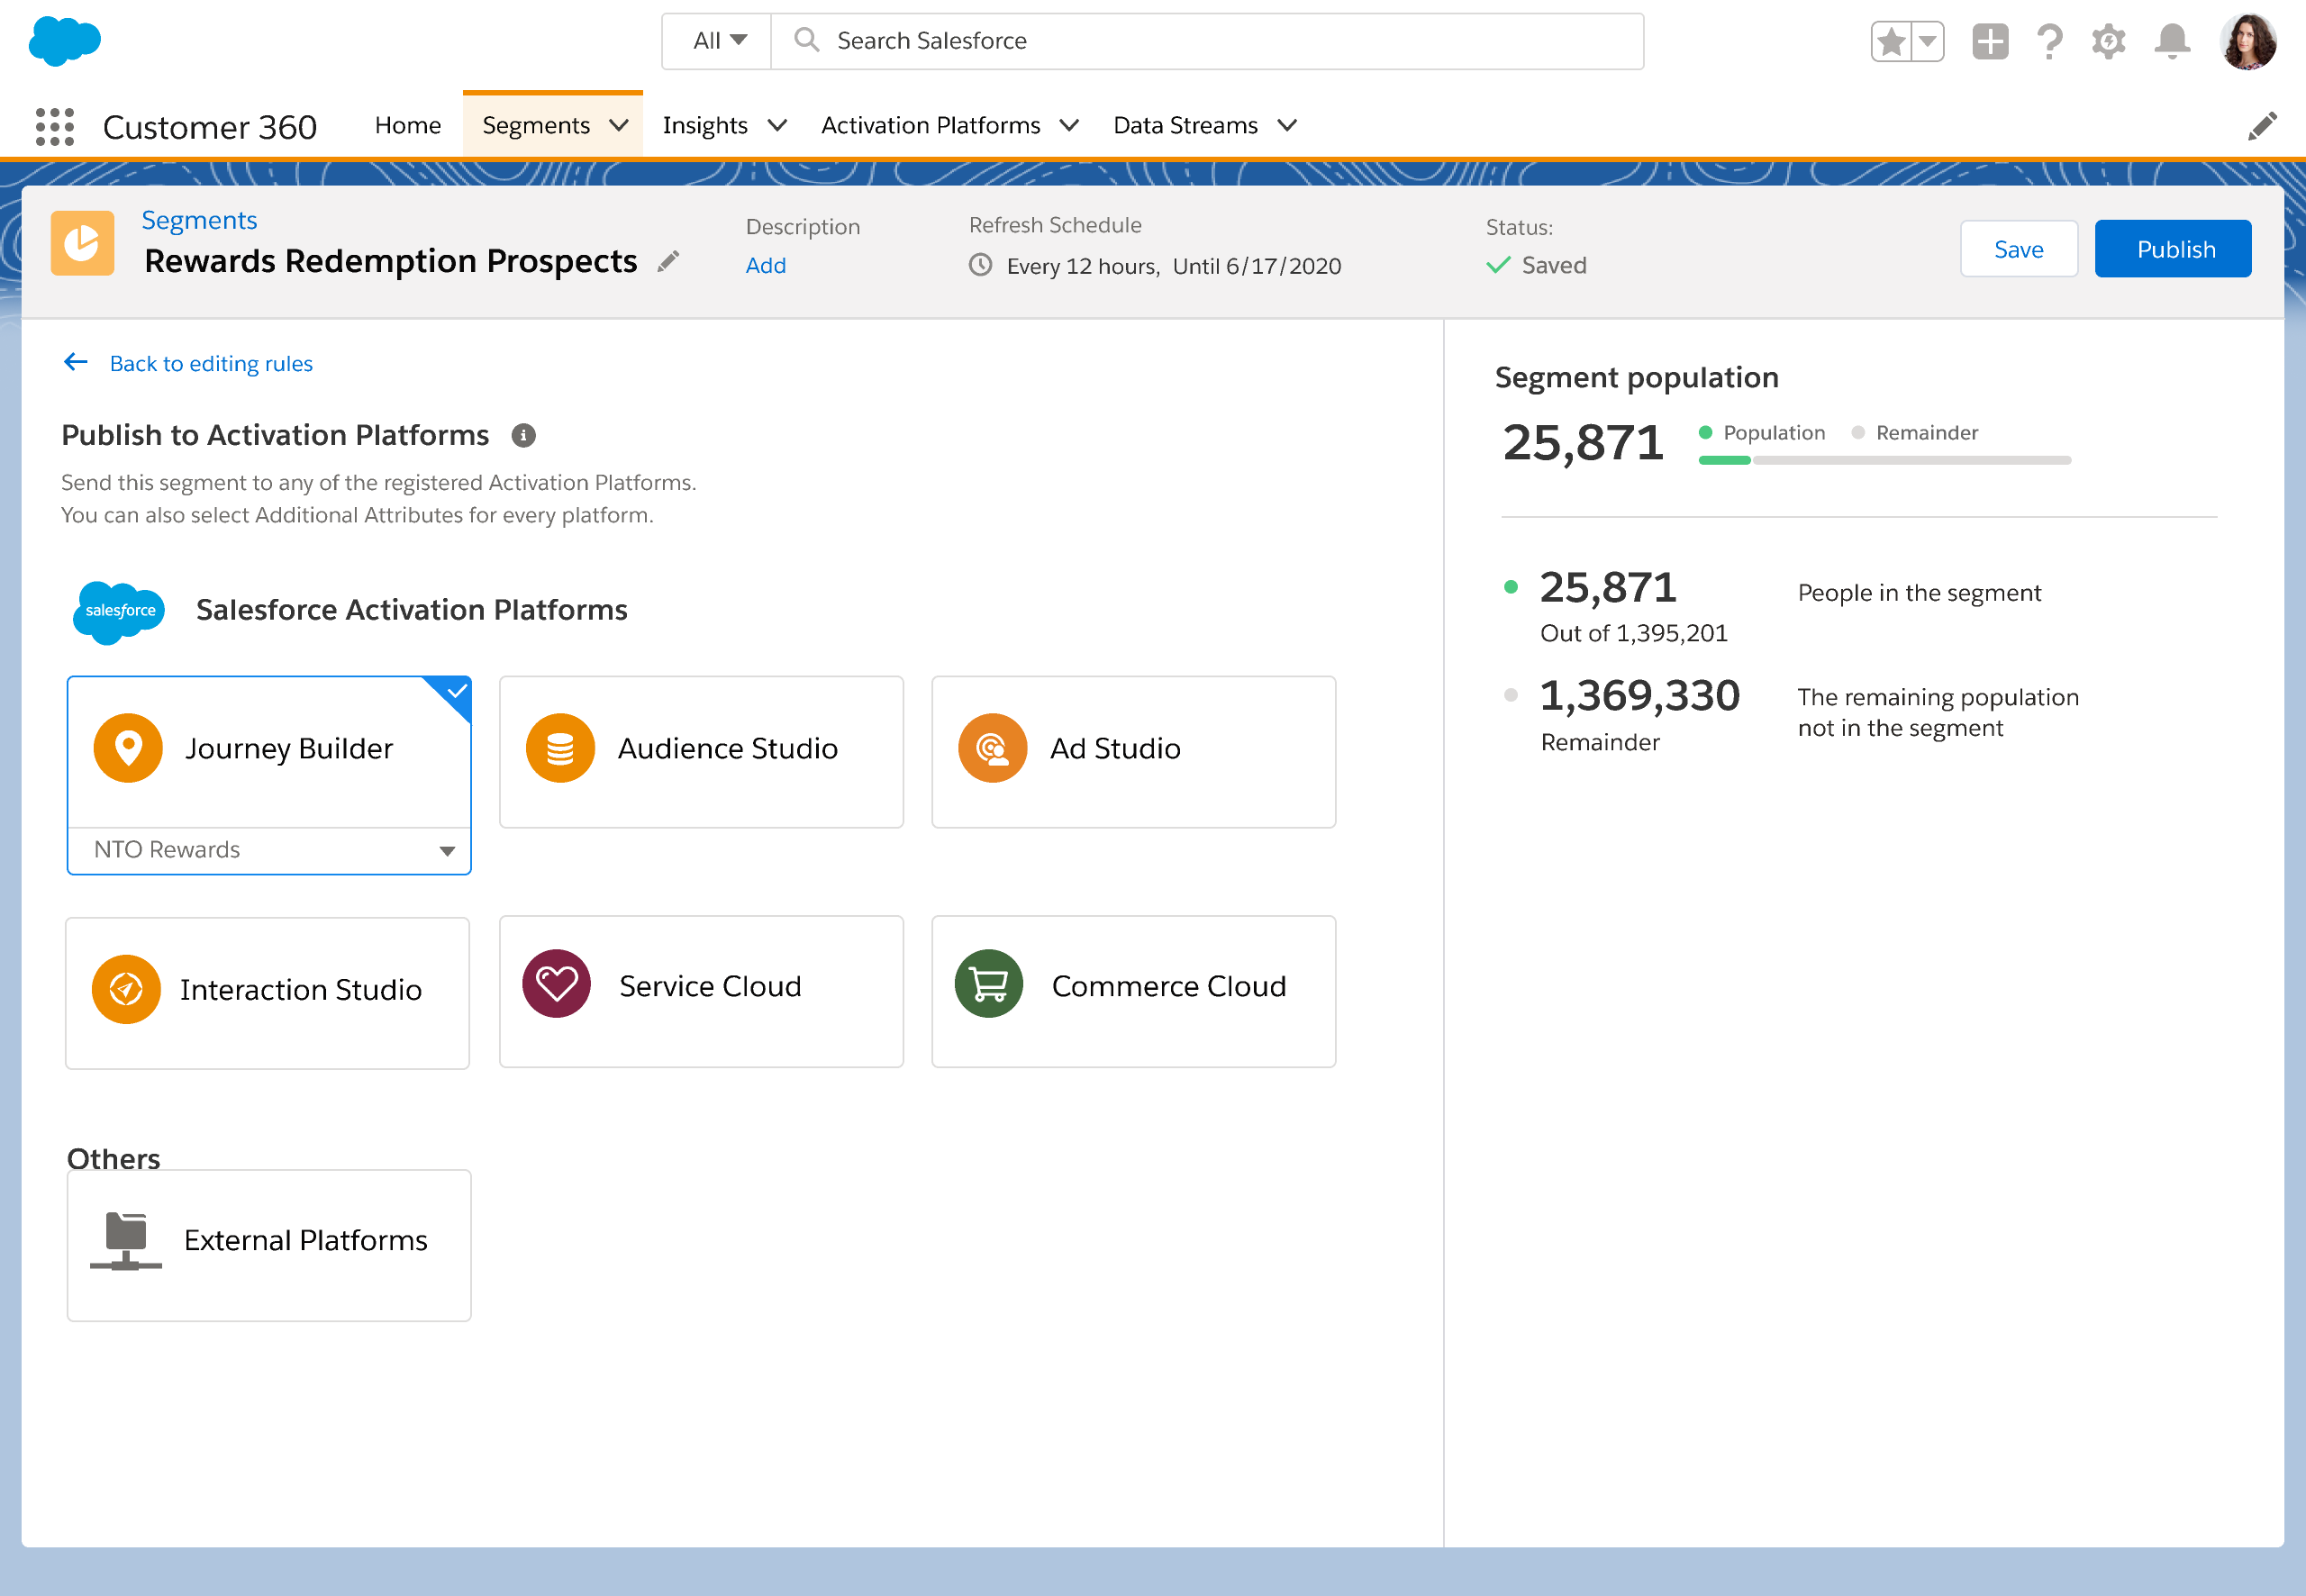 All
Search Salesforce
Customer 360
Home
Segments
Insights
Activation Platforms
Data Streams
Segments
Rewards Redemption Prospects
Description
Add
Refresh Schedule
Every 12 hours, Until 6/17/2020
Status:
Saved
Save
Publish
Back to editing rules
Publish to Activation Platforms
Send this segment to any of the registered Activation Platforms.
You can also select Additional Attributes for every platform.
salesforce
Salesforce Activation Platforms
Journey Builder
NTO Rewards
Audience Studio
Ad Studio
Interaction Studio
Service Cloud
Commerce Cloud
Others
External Platforms
Segment population
25,871
Population
Remainder
25,871
Out of 1,395,201
People in the segment
1,369,330
Remainder
The remaining population
not in the segment